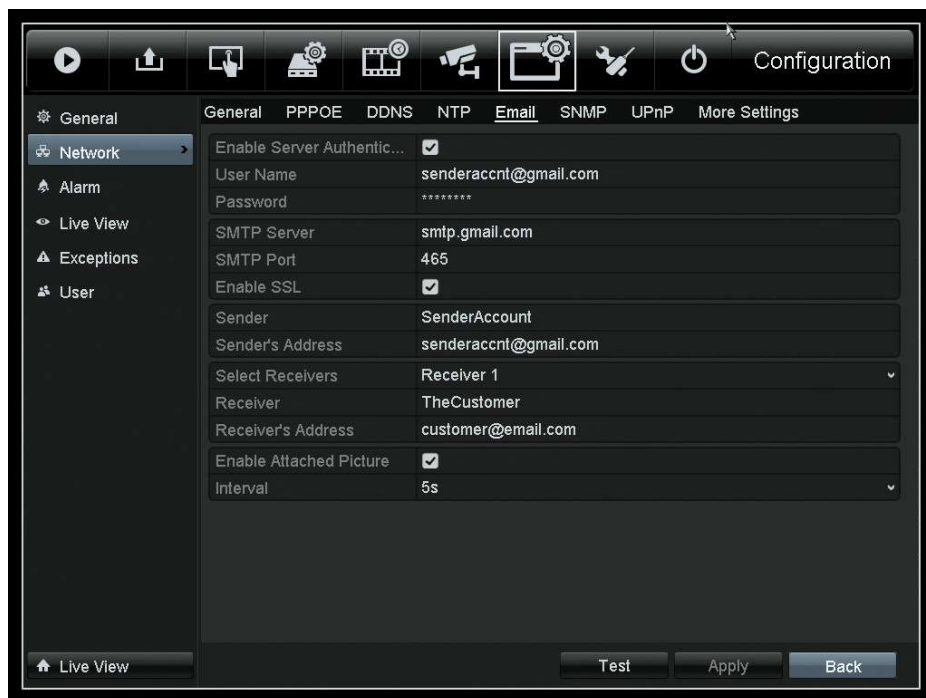 Configuration
General
Network
Alarm
Live View
Exceptions
User
General PPPOE DDNS NTP Email SNMP UPnP More Settings
Enable Server Authentic...
User Name senderaccnt@gmail.com
Password ********
SMTP Server smtp.gmail.com
SMTP Port 465
Enable SSL
Sender SenderAccount
Sender's Address senderaccnt@gmail.com
Select Receivers Receiver 1
Receiver TheCustomer
Receiver's Address customer@email.com
Enable Attached Picture
Interval 5s
Live View
Test Apply Back